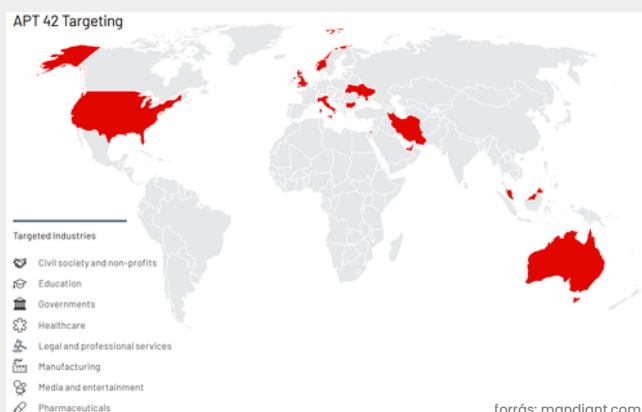 APT 42 Targeting
Targeted Industries
Civil society and non-profits
Education
Governments
Healthcare
Legal and professional services
Manufacturing
Media and entertainment
Pharmaceuticals
forrás: mandiant.com